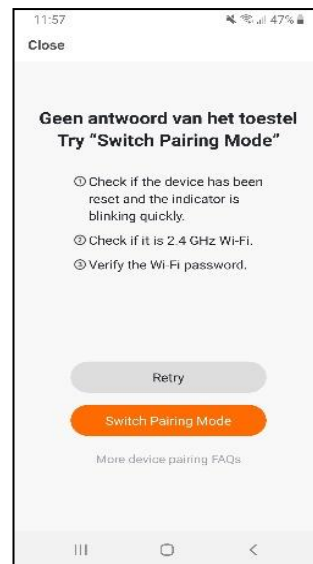 11:57 47%
Close
Geen antwoord van het toestel
Try “Switch Pairing Mode”
① Check if the device has been
reset and the indicator is
blinking quickly.
② Check if it is 2.4 GHz Wi-Fi.
③ Verify the Wi-Fi password.
Retry
Switch Pairing Mode
More device pairing FAQs